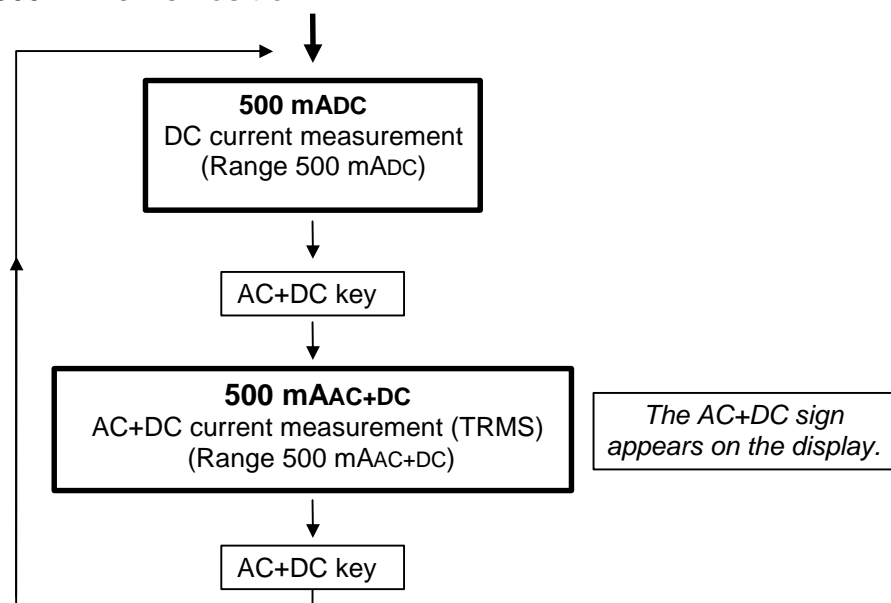 500 mADC
DC current measurement
(Range 500 mADC)
AC+DC key
500 mAAC+DC
AC+DC current measurement (TRMS)
(Range 500 mAAC+DC)
The AC+DC sign
appears on the display.
AC+DC key